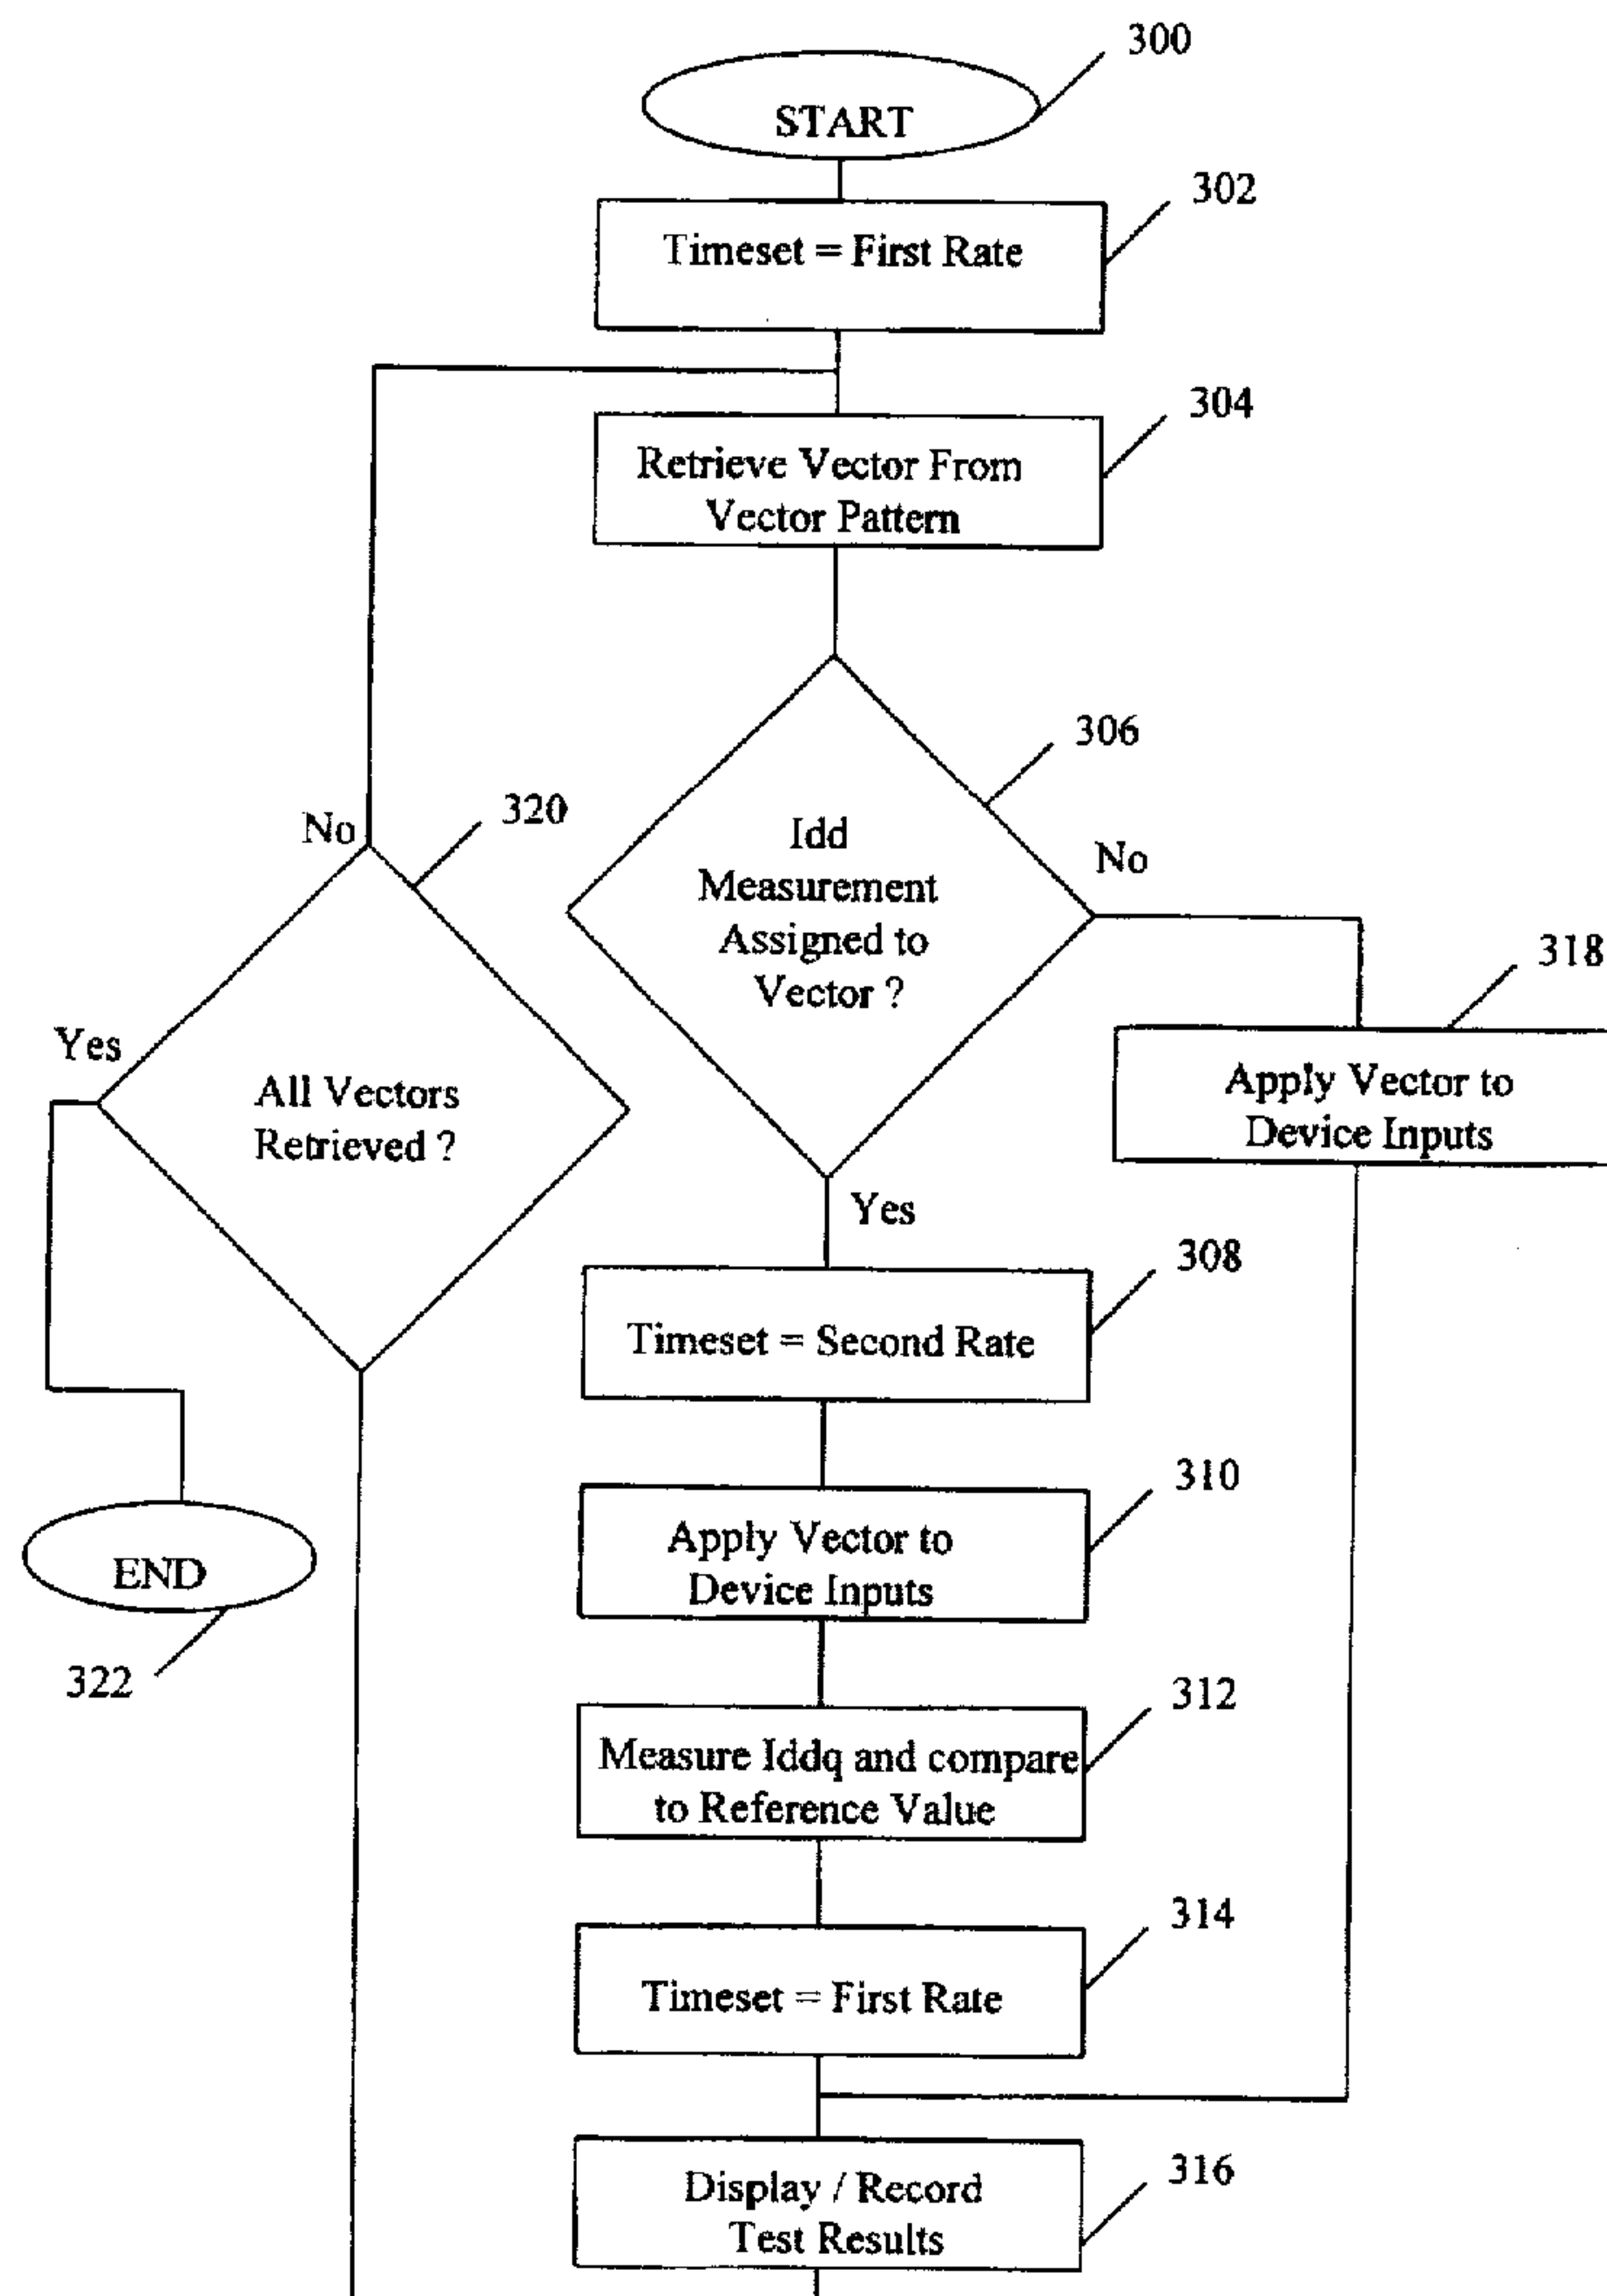 300
START
302
Timeset = First Rate
304
Retrieve Vector From
Vector Pattern
306
Idd
Measurement
Assigned to
Vector ?
No
320
No
Yes
All Vectors
Retrieved ?
318
Apply Vector to
Device Inputs
Yes
308
Timeset = Second Rate
310
Apply Vector to
Device Inputs
END
322
312
Measure Iddq and compare
to Reference Value
314
Timeset = First Rate
316
Display / Record
Test Results